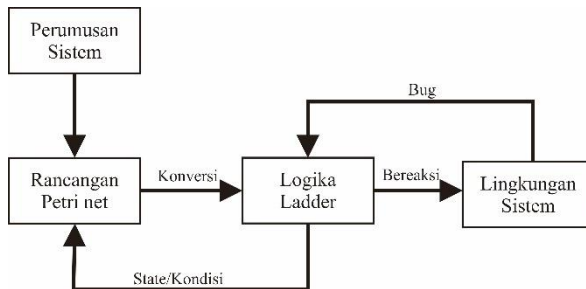 Perumusan
Sistem
Bug
Rancangan
Petri net
Konversi
Logika
Ladder
Bereaksi
Lingkungan
Sistem
State/Kondisi